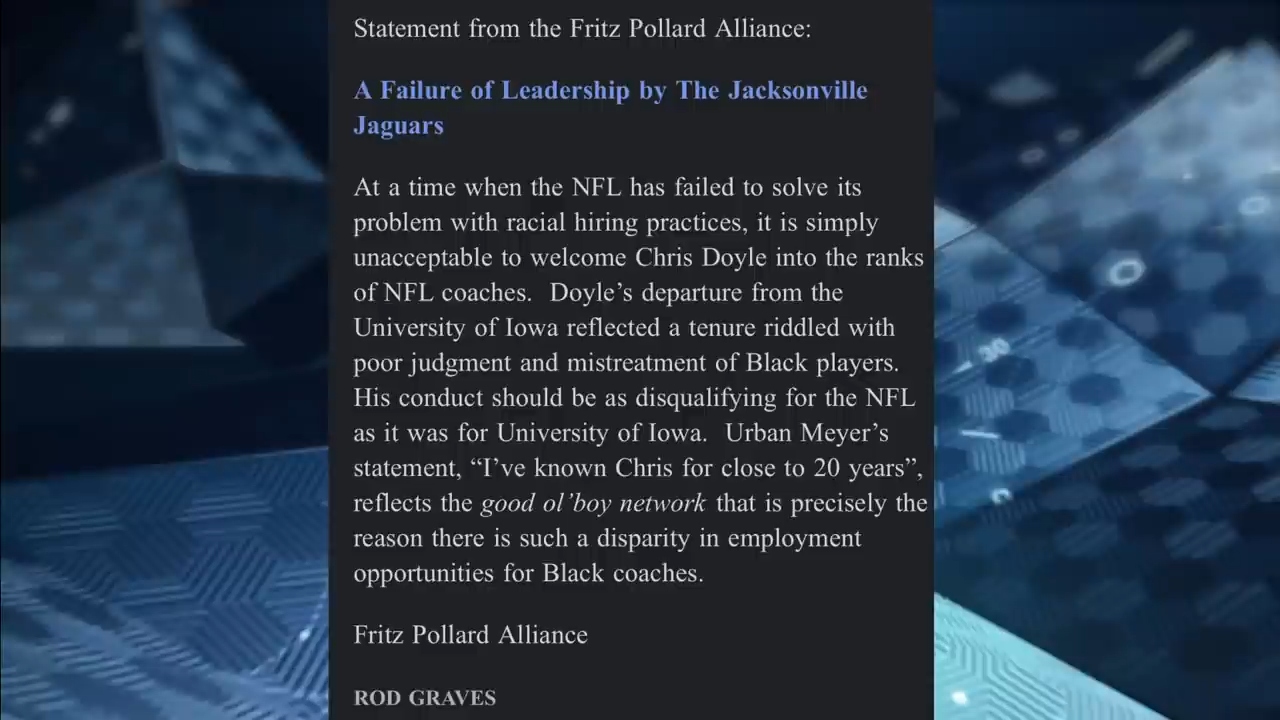 Statement from the Fritz Pollard Alliance:
A Failure of Leadership by The Jacksonville
Jaguars
At a time when the NFL has failed to solve its
problem with racial hiring practices, it is simply
unacceptable to welcome Chris Doyle into the ranks
of NFL coaches.  Doyle’s departure from the
University of Iowa reflected a tenure riddled with
poor judgment and mistreatment of Black players.
His conduct should be as disqualifying for the NFL
as it was for University of Iowa.  Urban Meyer’s
statement, “I’ve known Chris for close to 20 years”,
reflects the good ol’boy network that is precisely the
reason there is such a disparity in employment
opportunities for Black coaches.
Fritz Pollard Alliance
ROD GRAVES